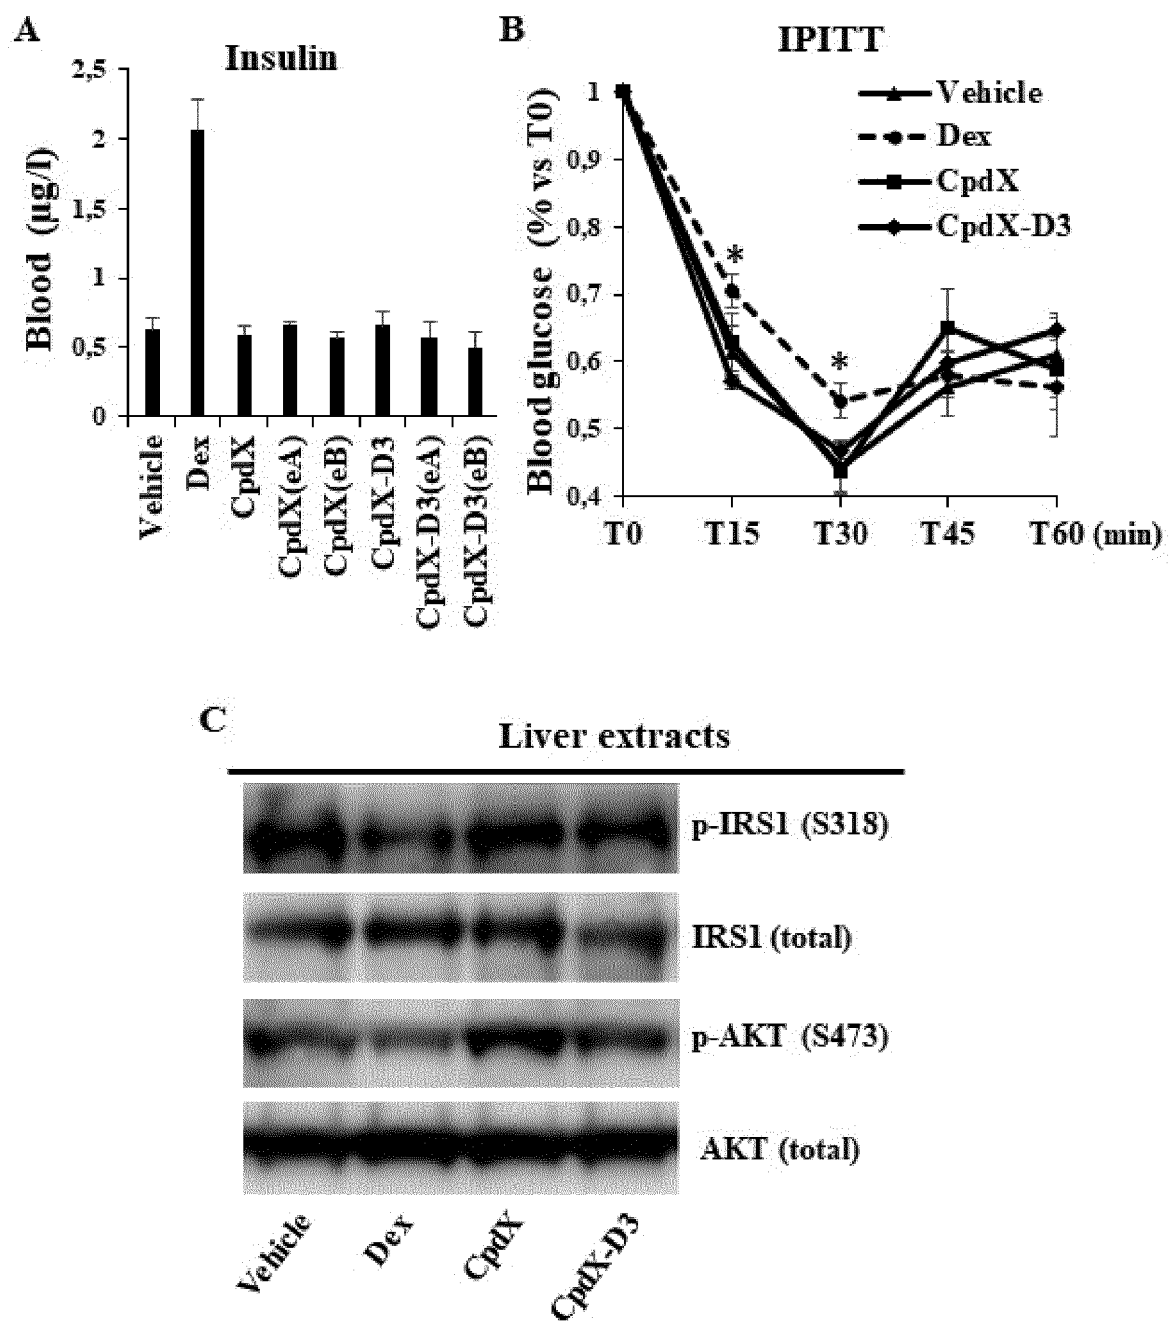 A
Insulin
Blood (µg/l)
2,5
2
1,5
1
0,5
0
Vehicle
Dex
CpdX
CpdX(eA)
CpdX(eB)
CpdX-D3
CpdX-D3(eA)
CpdX-D3(eB)
B
IPITT
Blood glucose (% vs T0)
1
0,9
0,8
0,7
0,6
0,5
0,4
Vehicle
Dex
CpdX
CpdX-D3
*
*
T0 T15 T30 T45 T60 (min)
C
Liver extracts
p-IRS1 (S318)
IRS1 (total)
p-AKT (S473)
AKT (total)
Vehicle
Dex
CpdX
CpdX-D3